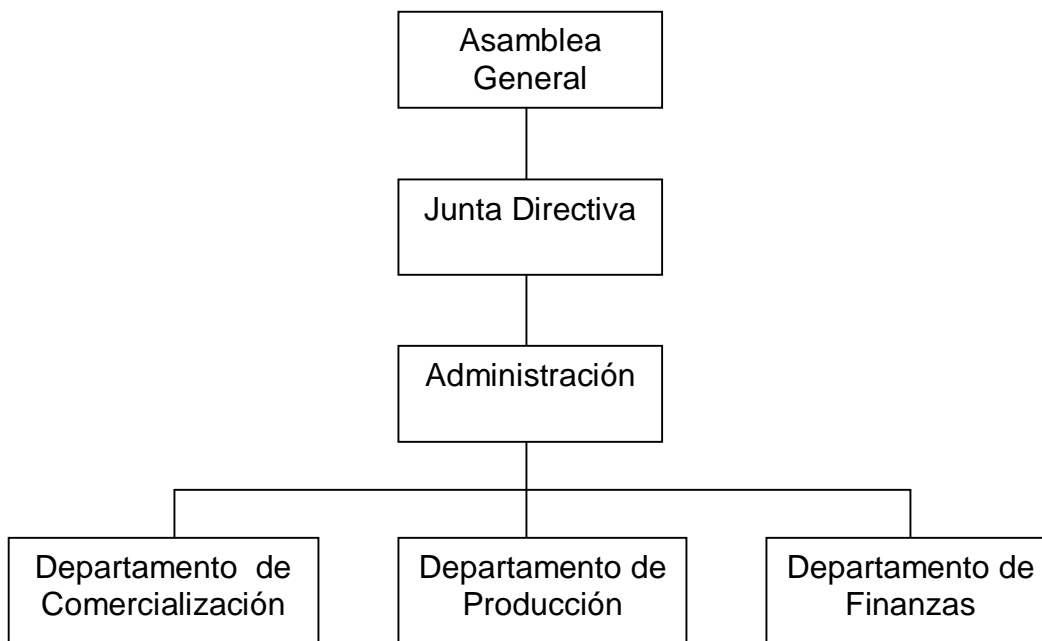 Asamblea
General
Junta Directiva
Administración
Departamento de
Comercialización
Departamento de
Producción
Departamento de
Finanzas